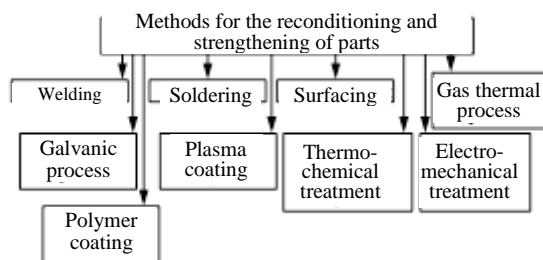 Methods for the reconditioning and
strengthening of parts
Welding
Soldering
Surfacing
Gas thermal
process
Galvanic
process
Plasma
coating
Thermo-
chemical
treatment
Electro-
mechanical
treatment
Polymer
coating